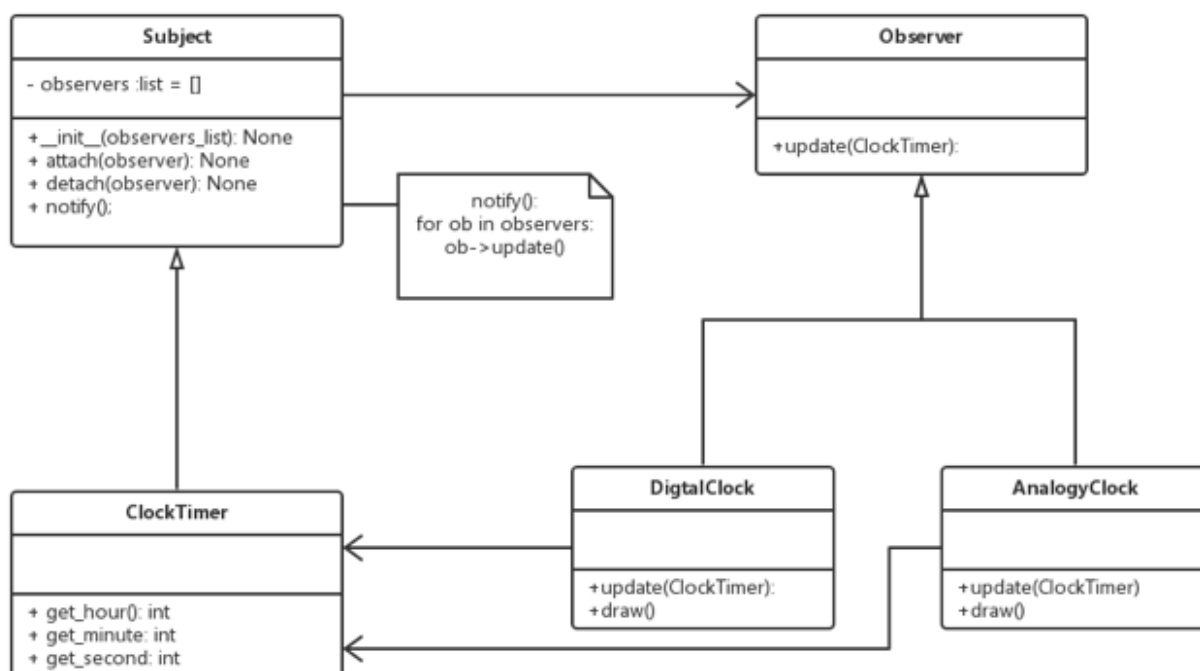 Subject
- observers :list = []
+__init__(observers_list): None
+ attach(observer): None
+ detach(observer): None
+ notify();
notify():
for ob in observers:
ob->update()
Observer
+update(ClockTimer):
ClockTimer
+ get_hour(): int
+ get_minute: int
+ get_second: int
DigtalClock
+update(ClockTimer):
+draw()
AnalogyClock
+update(ClockTimer)
+draw()